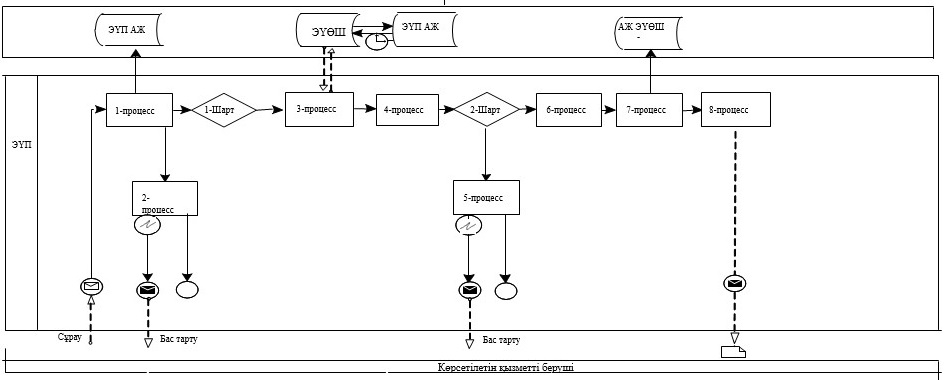 ЭҮП АЖ
ЭҮӨШ
ЭҮП АЖ
АЖ ЭҮӨШ
-
ЭҮП
1-процесс
1-Шарт
3-процесс
4-процесс
2-Шарт
6-процесс
7-процесс
8-процесс
2-
процесс
5-процесс
Сұрау
Бас тарту
Бас тарту
Көрсетілетін қызметті беруші